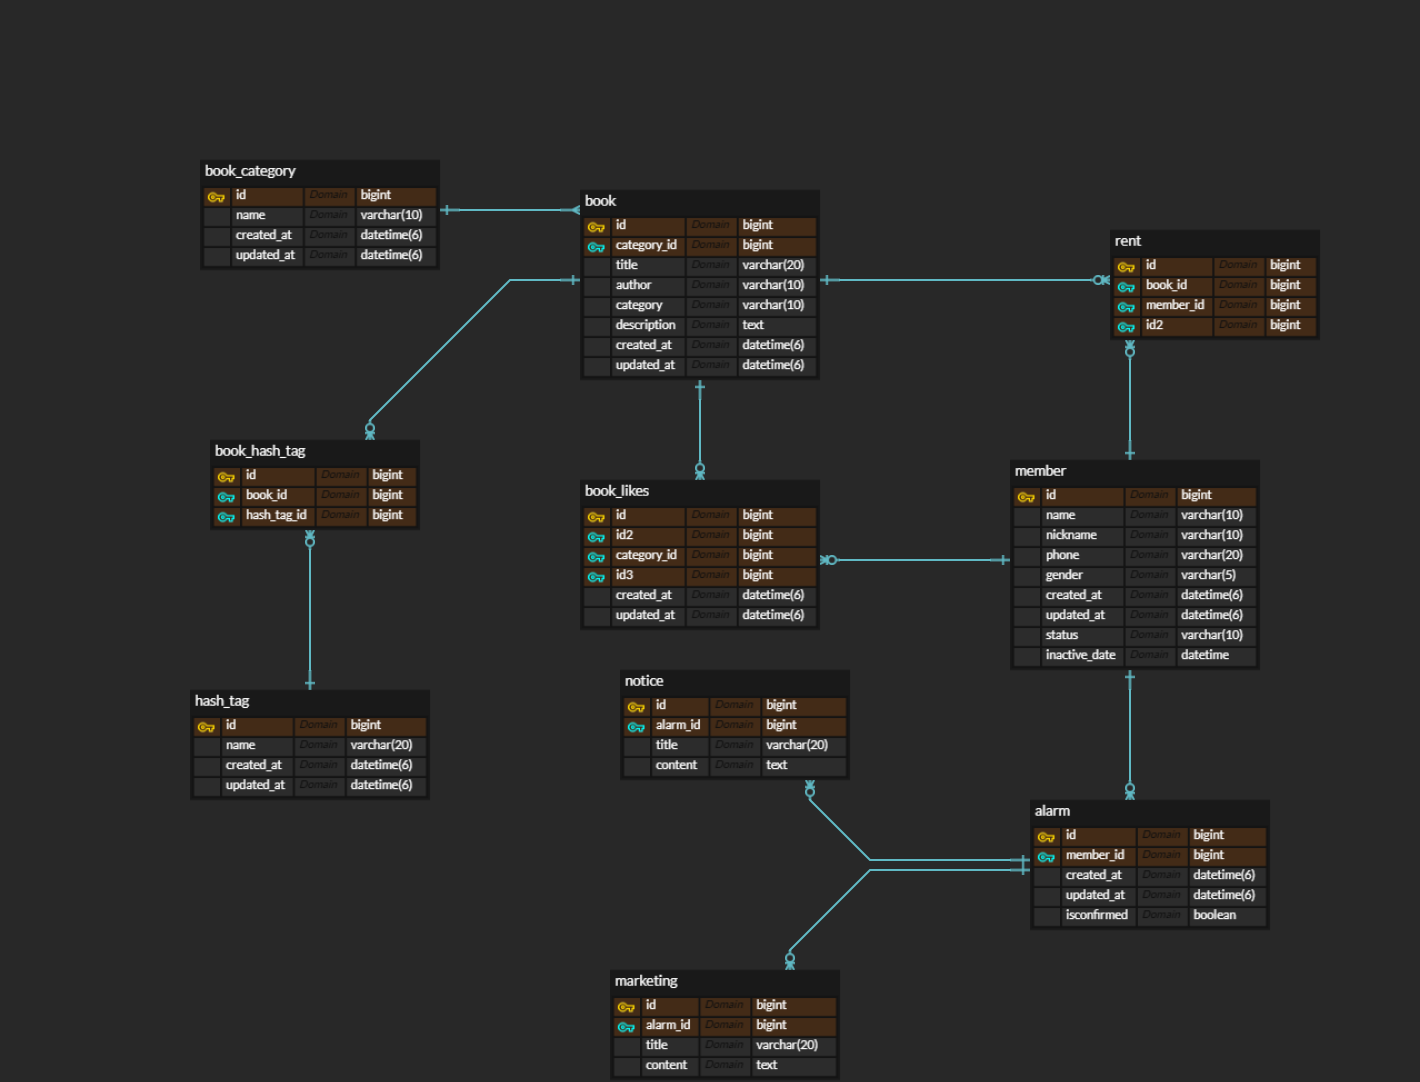 book_category
id Domain bigint
name Domain varchar(10)
created_at Domain datetime(6)
updated_at Domain datetime(6)
book
id Domain bigint
category_id Domain bigint
title Domain varchar(20)
author Domain varchar(10)
category Domain varchar(10)
description Domain text
created_at Domain datetime(6)
updated_at Domain datetime(6)
rent
id Domain bigint
book_id Domain bigint
member_id Domain bigint
id2 Domain bigint
book_hash_tag
id Domain bigint
book_id Domain bigint
hash_tag_id Domain bigint
book_likes
id Domain bigint
id2 Domain bigint
category_id Domain bigint
id3 Domain bigint
created_at Domain datetime(6)
updated_at Domain datetime(6)
member
id Domain bigint
name Domain varchar(10)
nickname Domain varchar(10)
phone Domain varchar(20)
gender Domain varchar(5)
created_at Domain datetime(6)
updated_at Domain datetime(6)
status Domain varchar(10)
inactive_date Domain datetime
hash_tag
id Domain bigint
name Domain varchar(20)
created_at Domain datetime(6)
updated_at Domain datetime(6)
notice
id Domain bigint
alarm_id Domain bigint
title Domain varchar(20)
content Domain text
alarm
id Domain bigint
member_id Domain bigint
created_at Domain datetime(6)
updated_at Domain datetime(6)
isconfirmed Domain boolean
marketing
id Domain bigint
alarm_id Domain bigint
title Domain varchar(20)
content Domain text